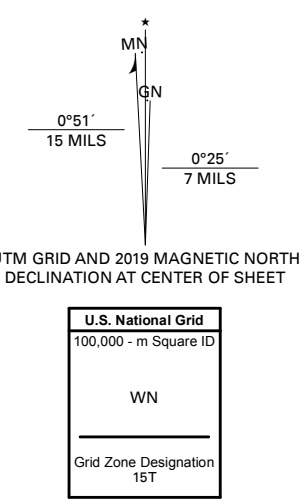 ★
MN
GN
0°51´
15 MILS
0°25´
7 MILS
UTM GRID AND 2019 MAGNETIC NORTH
DECLINATION AT CENTER OF SHEET
U.S. National Grid
100,000 - m Square ID
WN
Grid Zone Designation
15T